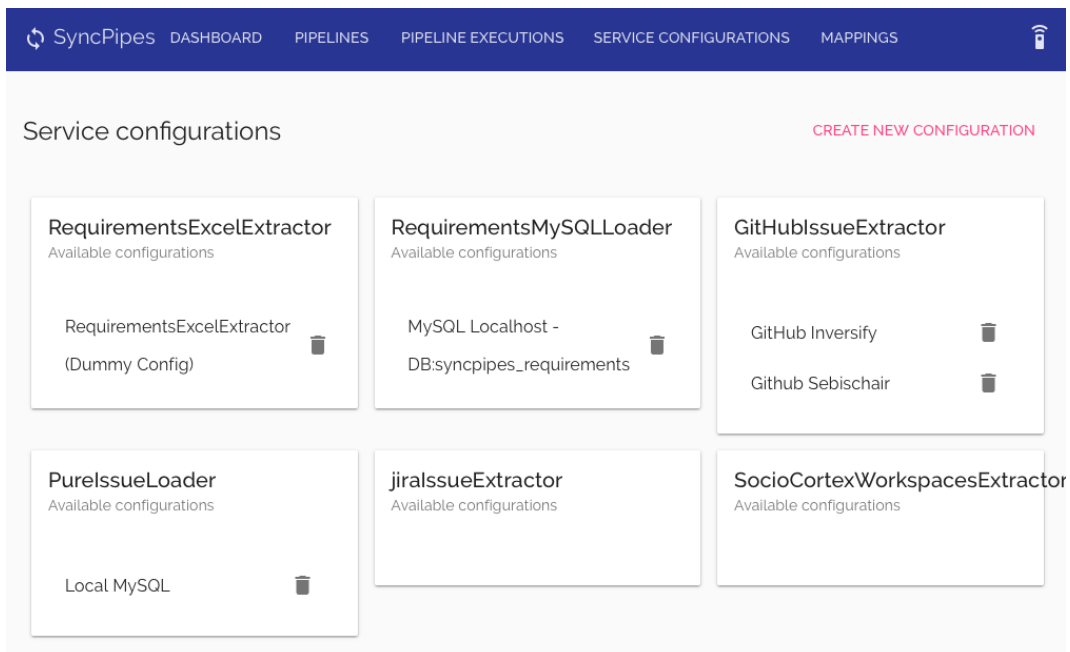 SyncPipes DASHBOARD PIPELINES PIPELINE EXECUTIONS SERVICE CONFIGURATIONS MAPPINGS
Service configurations CREATE NEW CONFIGURATION
RequirementsExcelExtractor
Available configurations
RequirementsExcelExtractor
(Dummy Config)
RequirementsMySQLLoader
Available configurations
MySQL Localhost -
DB:syncpipes_requirements
GitHubIssueExtractor
Available configurations
GitHub Inversify
Github Sebischair
PureIssueLoader
Available configurations
Local MySQL
jiraIssueExtractor
Available configurations
SocioCortexWorkspacesExtractor
Available configurations